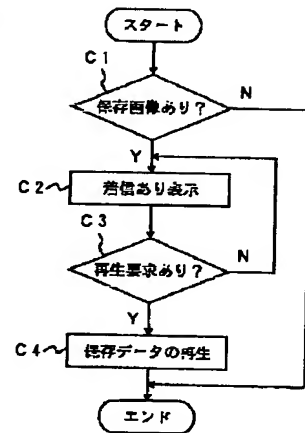 スタート
C1
保存画像あり?
N
Y
C2
着信あり表示
C3
再生要求あり?
N
Y
C4
保存データの再生
エンド